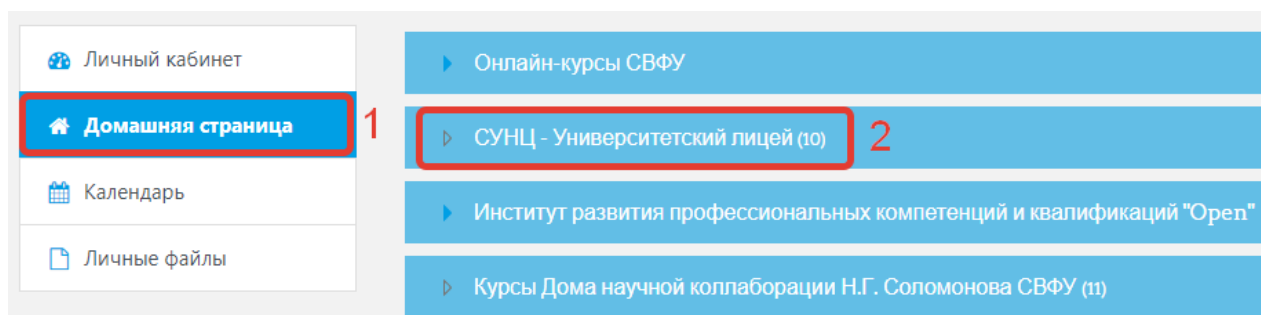 Личный кабинет
Домашняя страница
1
Календарь
Личные файлы
Онлайн-курсы СВФУ
СУНЦ - Университетский лицей (10)
2
Институт развития профессиональных компетенций и квалификаций "Open"
Курсы Дома научной коллаборации Н.Г. Соломонова СВФУ (11)